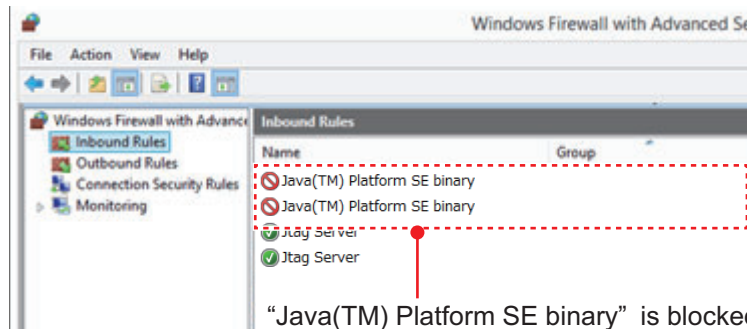 Windows Firewall with Advanced Se
File Action View Help
Windows Firewall with Advance
Inbound Rules
Outbound Rules
Connection Security Rules
Monitoring
Inbound Rules
Name Group
Java(TM) Platform SE binary
Java(TM) Platform SE binary
Jtag Server
Jtag Server
“Java(TM) Platform SE binary” is blocked